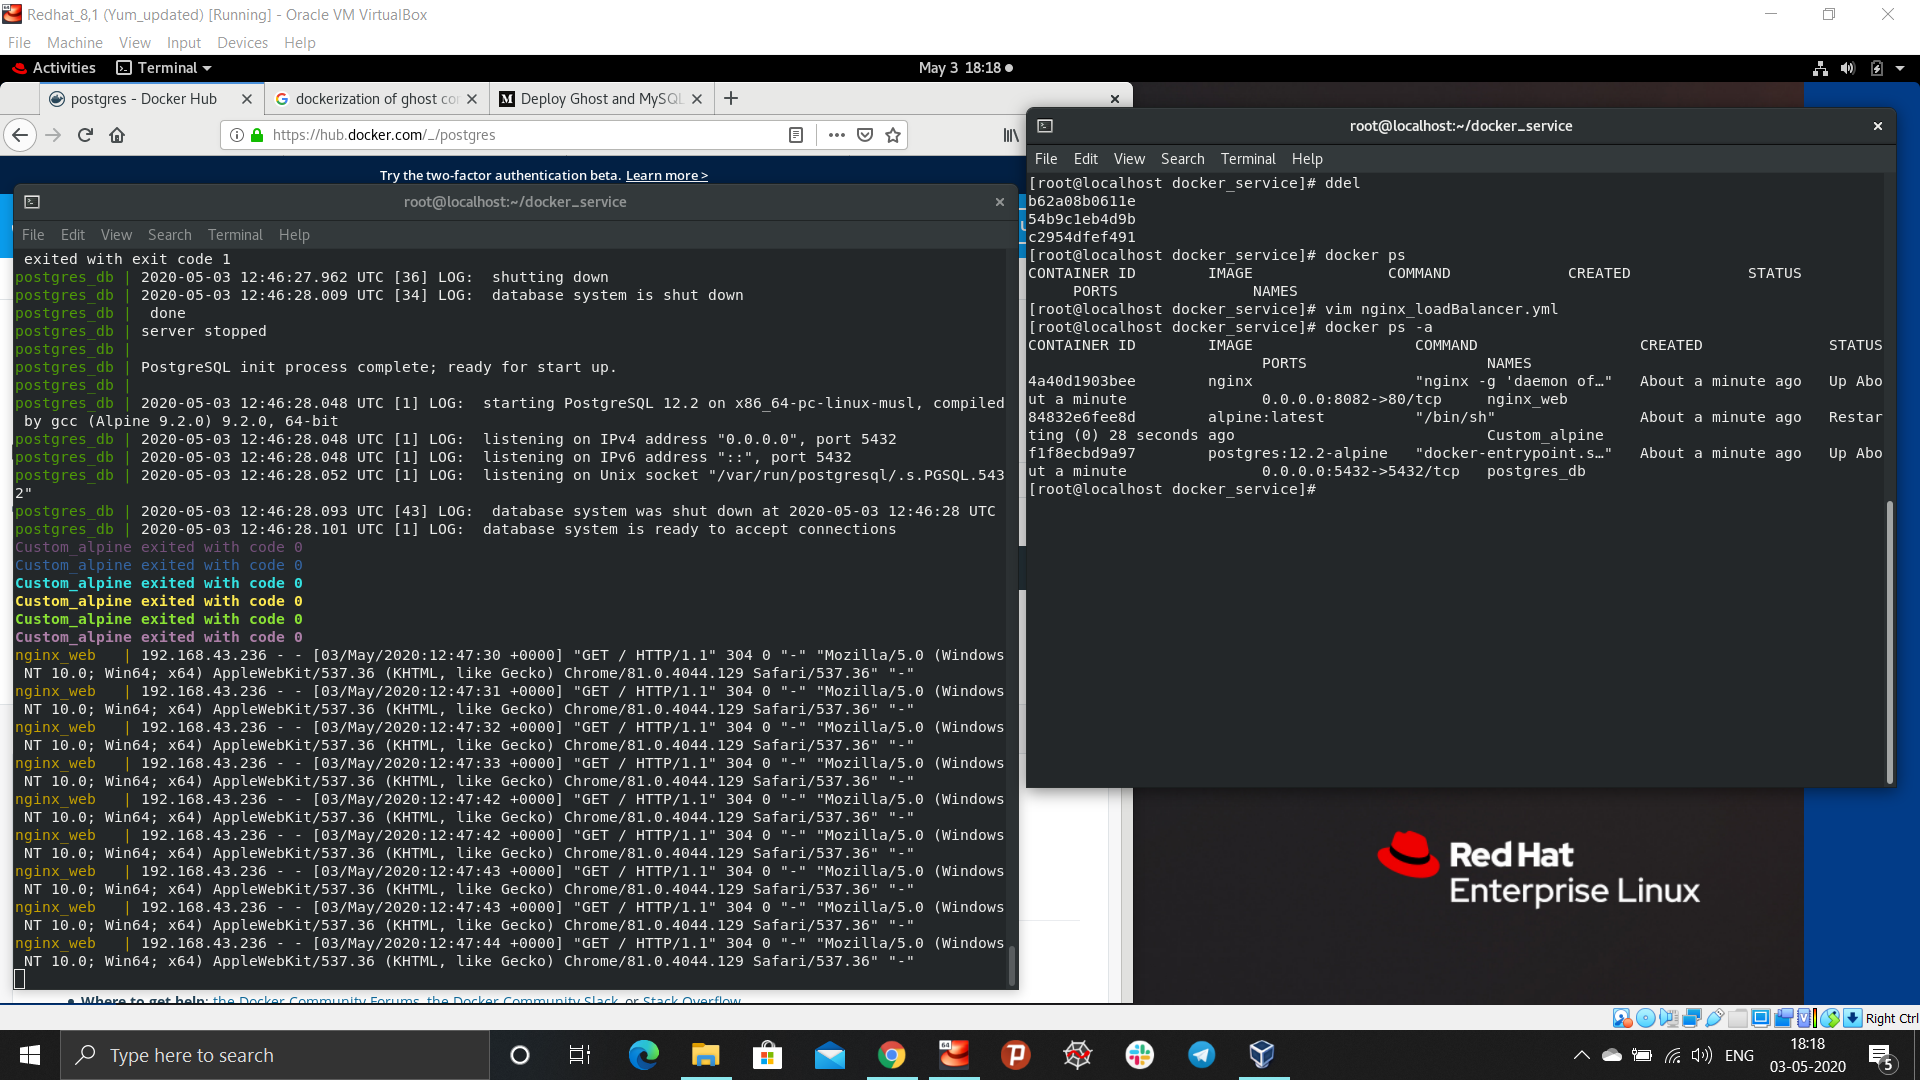 Redhat_8,1 (Yum_updated) [Running] - Oracle VM VirtualBox
File Machine View Input Devices Help
Activities Terminal May 3 18:18
postgres - Docker Hub
dockerization of ghost co
Deploy Ghost and MySQL
https://hub.docker.com/_/postgres
Try the two-factor authentication beta. Learn more >
root@localhost:~/docker_service
File Edit View Search Terminal Help
exited with exit code 1
postgres_db | 2020-05-03 12:46:27.962 UTC [36] LOG:  shutting down
postgres_db | 2020-05-03 12:46:28.009 UTC [34] LOG:  database system is shut down
postgres_db |  done
postgres_db | server stopped
postgres_db |
postgres_db | PostgreSQL init process complete; ready for start up.
postgres_db |
postgres_db | 2020-05-03 12:46:28.048 UTC [1] LOG:  starting PostgreSQL 12.2 on x86_64-pc-linux-musl, compiled
by gcc (Alpine 9.2.0) 9.2.0, 64-bit
postgres_db | 2020-05-03 12:46:28.048 UTC [1] LOG:  listening on IPv4 address "0.0.0.0", port 5432
postgres_db | 2020-05-03 12:46:28.048 UTC [1] LOG:  listening on IPv6 address "::", port 5432
postgres_db | 2020-05-03 12:46:28.052 UTC [1] LOG:  listening on Unix socket "/var/run/postgresql/.s.PGSQL.543
2"
postgres_db | 2020-05-03 12:46:28.093 UTC [43] LOG:  database system was shut down at 2020-05-03 12:46:28 UTC
postgres_db | 2020-05-03 12:46:28.101 UTC [1] LOG:  database system is ready to accept connections
Custom_alpine exited with code 0
Custom_alpine exited with code 0
Custom_alpine exited with code 0
Custom_alpine exited with code 0
Custom_alpine exited with code 0
Custom_alpine exited with code 0
nginx_web   | 192.168.43.236 - - [03/May/2020:12:47:30 +0000] "GET / HTTP/1.1" 304 0 "-" "Mozilla/5.0 (Windows
NT 10.0; Win64; x64) AppleWebKit/537.36 (KHTML, like Gecko) Chrome/81.0.4044.129 Safari/537.36" "-"
nginx_web   | 192.168.43.236 - - [03/May/2020:12:47:31 +0000] "GET / HTTP/1.1" 304 0 "-" "Mozilla/5.0 (Windows
NT 10.0; Win64; x64) AppleWebKit/537.36 (KHTML, like Gecko) Chrome/81.0.4044.129 Safari/537.36" "-"
nginx_web   | 192.168.43.236 - - [03/May/2020:12:47:32 +0000] "GET / HTTP/1.1" 304 0 "-" "Mozilla/5.0 (Windows
NT 10.0; Win64; x64) AppleWebKit/537.36 (KHTML, like Gecko) Chrome/81.0.4044.129 Safari/537.36" "-"
nginx_web   | 192.168.43.236 - - [03/May/2020:12:47:33 +0000] "GET / HTTP/1.1" 304 0 "-" "Mozilla/5.0 (Windows
NT 10.0; Win64; x64) AppleWebKit/537.36 (KHTML, like Gecko) Chrome/81.0.4044.129 Safari/537.36" "-"
nginx_web   | 192.168.43.236 - - [03/May/2020:12:47:42 +0000] "GET / HTTP/1.1" 304 0 "-" "Mozilla/5.0 (Windows
NT 10.0; Win64; x64) AppleWebKit/537.36 (KHTML, like Gecko) Chrome/81.0.4044.129 Safari/537.36" "-"
nginx_web   | 192.168.43.236 - - [03/May/2020:12:47:42 +0000] "GET / HTTP/1.1" 304 0 "-" "Mozilla/5.0 (Windows
NT 10.0; Win64; x64) AppleWebKit/537.36 (KHTML, like Gecko) Chrome/81.0.4044.129 Safari/537.36" "-"
nginx_web   | 192.168.43.236 - - [03/May/2020:12:47:43 +0000] "GET / HTTP/1.1" 304 0 "-" "Mozilla/5.0 (Windows
NT 10.0; Win64; x64) AppleWebKit/537.36 (KHTML, like Gecko) Chrome/81.0.4044.129 Safari/537.36" "-"
nginx_web   | 192.168.43.236 - - [03/May/2020:12:47:43 +0000] "GET / HTTP/1.1" 304 0 "-" "Mozilla/5.0 (Windows
NT 10.0; Win64; x64) AppleWebKit/537.36 (KHTML, like Gecko) Chrome/81.0.4044.129 Safari/537.36" "-"
nginx_web   | 192.168.43.236 - - [03/May/2020:12:47:44 +0000] "GET / HTTP/1.1" 304 0 "-" "Mozilla/5.0 (Windows
NT 10.0; Win64; x64) AppleWebKit/537.36 (KHTML, like Gecko) Chrome/81.0.4044.129 Safari/537.36" "-"
• Where to get help: the Docker Community Forums, the Docker Community Slack, or Stack Overflow
root@localhost:~/docker_service
File Edit View Search Terminal Help
[root@localhost docker_service]# ddel
b62a08b0611e
54b9c1eb4d9b
c2954dfef491
[root@localhost docker_service]# docker ps
CONTAINER ID        IMAGE               COMMAND             CREATED             STATUS
PORTS               NAMES
[root@localhost docker_service]# vim nginx_loadBalancer.yml
[root@localhost docker_service]# docker ps -a
CONTAINER ID        IMAGE                  COMMAND                  CREATED              STATUS
PORTS                    NAMES
4a40d1903bee        nginx                  "nginx -g 'daemon of…"   About a minute ago   Up Abo
ut a minute               0.0.0.0:8082->80/tcp     nginx_web
84832e6fee8d        alpine:latest          "/bin/sh"                About a minute ago   Restar
ting (0) 28 seconds ago                            Custom_alpine
f1f8ecbd9a97        postgres:12.2-alpine   "docker-entrypoint.s…"   About a minute ago   Up Abo
ut a minute               0.0.0.0:5432->5432/tcp   postgres_db
[root@localhost docker_service]#
Red Hat
Enterprise Linux
Right Ctrl
Type here to search
ENG
18:18
03-05-2020
5